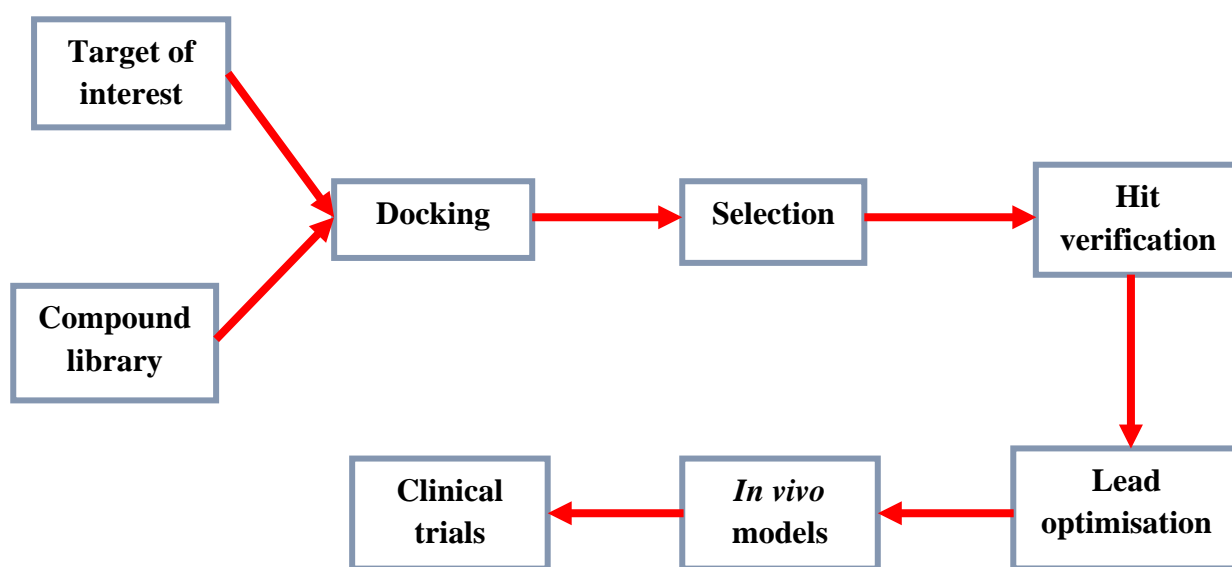 Target of
interest
Compound
library
Docking
Selection
Hit
verification
Lead
optimisation
In vivo
models
Clinical
trials